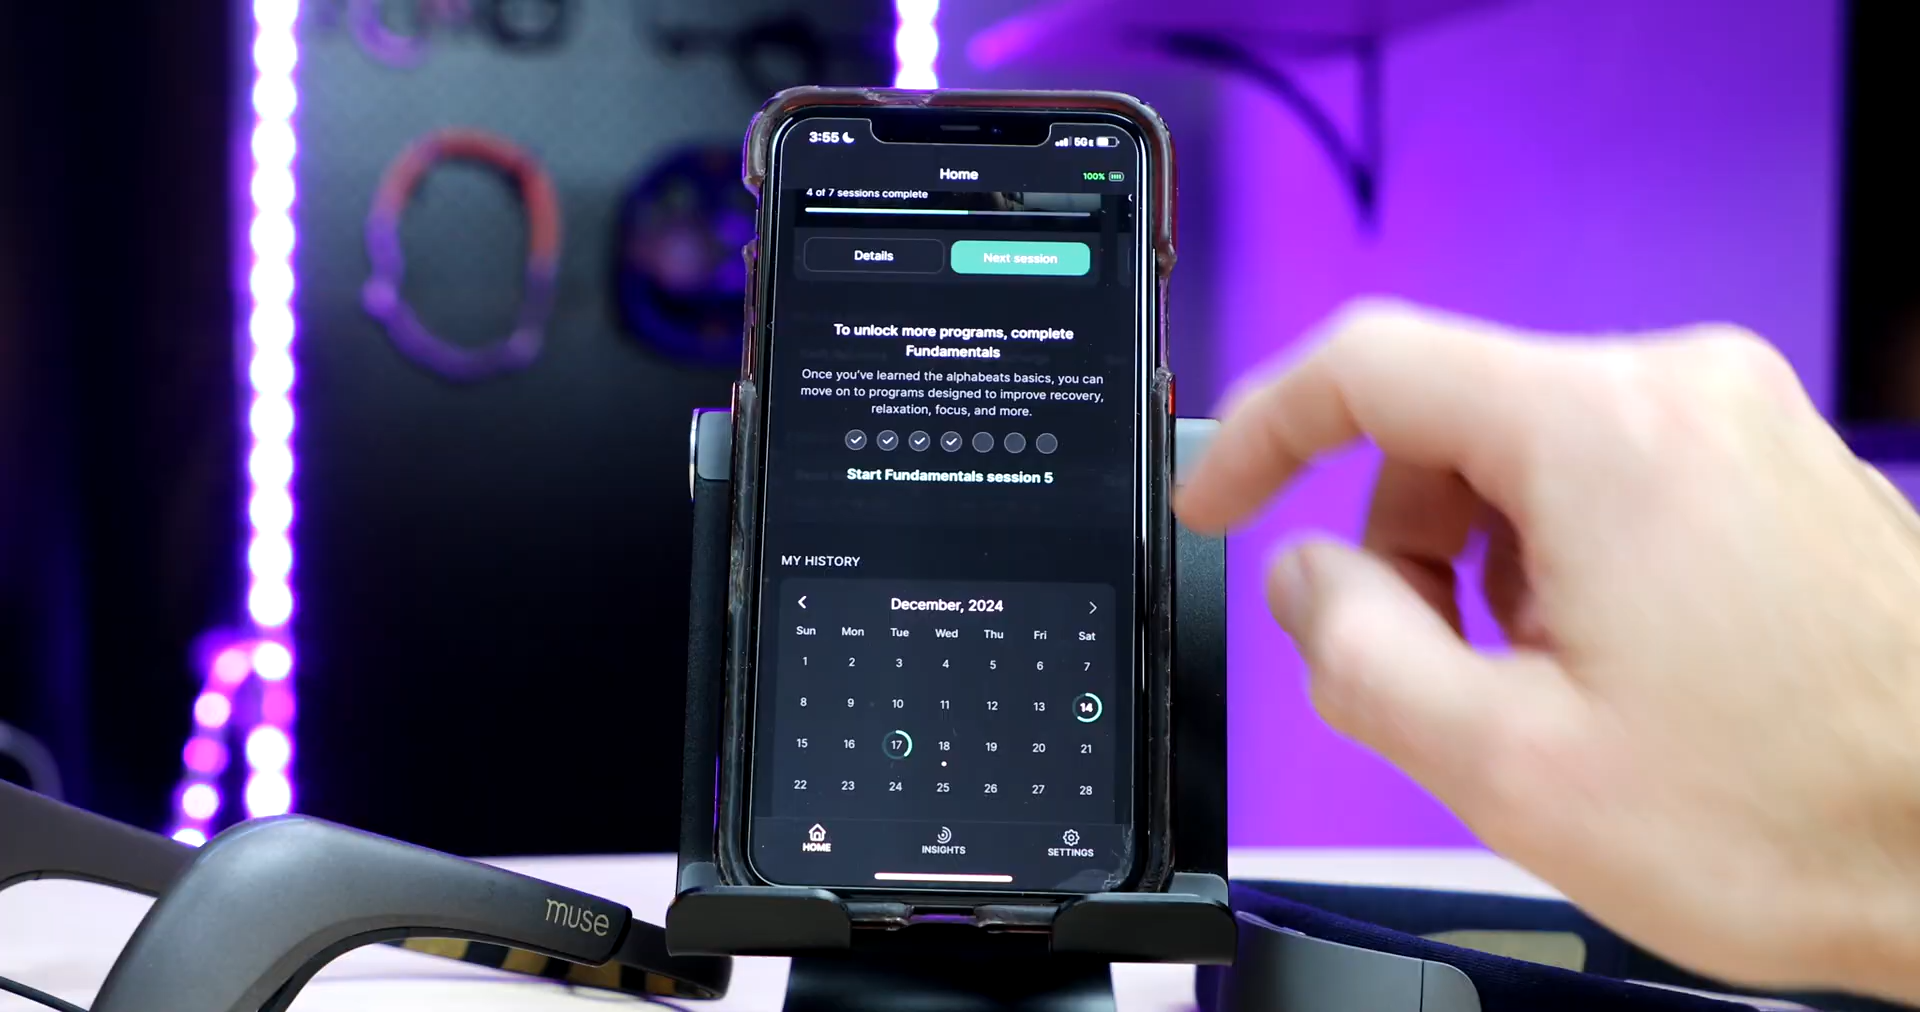 3:55
5G E
Home
100%
4 of 7 sessions complete
Details
Next session
To unlock more programs, complete
Fundamentals
Once you've learned the alphabeats basics, you can
move on to programs designed to improve recovery,
relaxation, focus, and more.
Start Fundamentals session 5
MY HISTORY
December, 2024
Sun Mon Tue Wed Thu Fri Sat
1 2 3 4 5 6 7
8 9 10 11 12 13 14
15 16 17 18 19 20 21
22 23 24 25 26 27 28
HOME INSIGHTS SETTINGS
muse